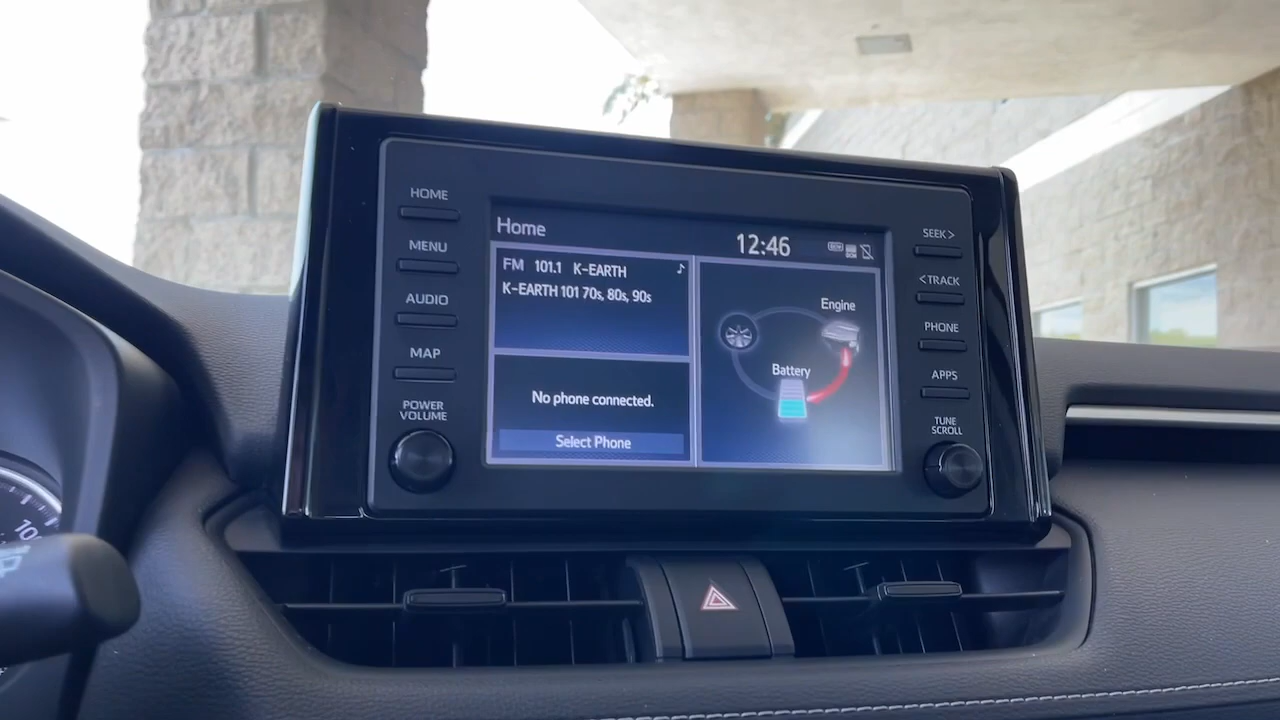 HOME
MENU
AUDIO
MAP
POWER
VOLUME
Home
12:46
DCM
FM 101.1 K-EARTH
K-EARTH 101 70s, 80s, 90s
No phone connected.
Select Phone
Engine
Battery
SEEK >
< TRACK
PHONE
APPS
TUNE
SCROLL